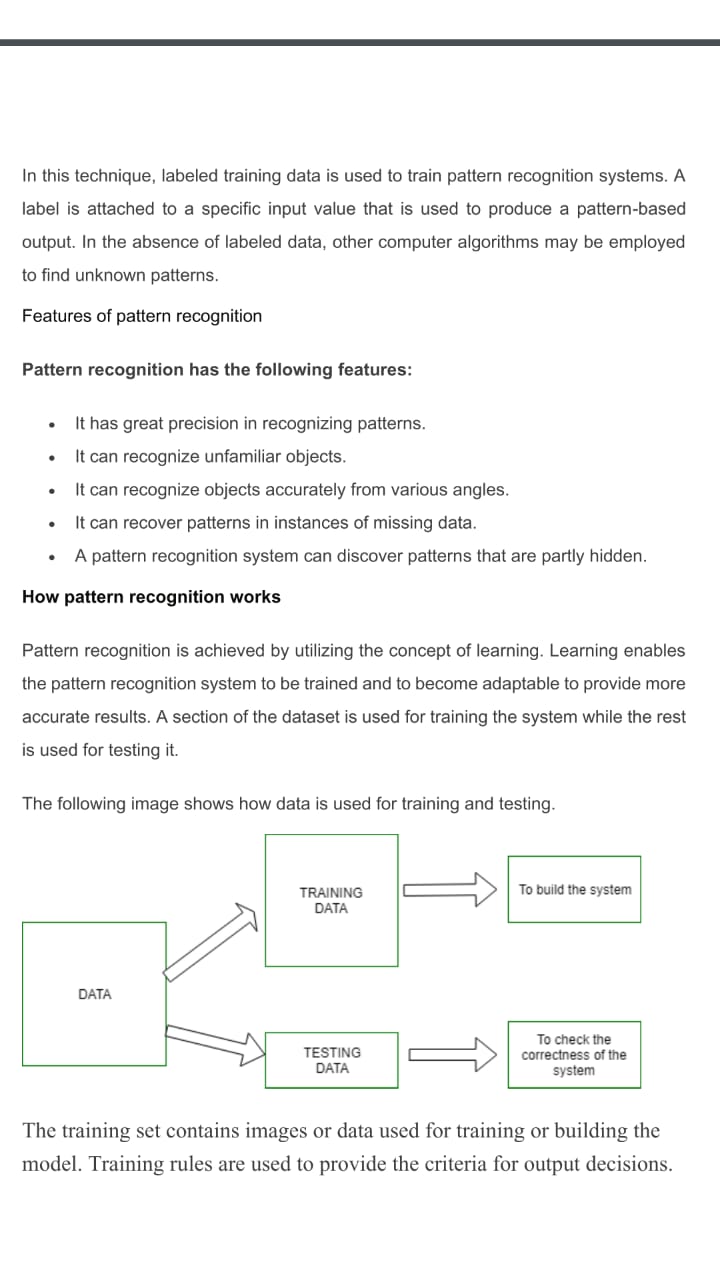 In this technique, labeled training data is used to train pattern recognition systems. A
label is attached to a specific input value that is used to produce a pattern-based
output. In the absence of labeled data, other computer algorithms may be employed
to find unknown patterns.
Features of pattern recognition
Pattern recognition has the following features:
• It has great precision in recognizing patterns.
• It can recognize unfamiliar objects.
• It can recognize objects accurately from various angles.
• It can recover patterns in instances of missing data.
• A pattern recognition system can discover patterns that are partly hidden.
How pattern recognition works
Pattern recognition is achieved by utilizing the concept of learning. Learning enables
the pattern recognition system to be trained and to become adaptable to provide more
accurate results. A section of the dataset is used for training the system while the rest
is used for testing it.
The following image shows how data is used for training and testing.
DATA
TRAINING
DATA
To build the system
TESTING
DATA
To check the
correctness of the
system
The training set contains images or data used for training or building the
model. Training rules are used to provide the criteria for output decisions.